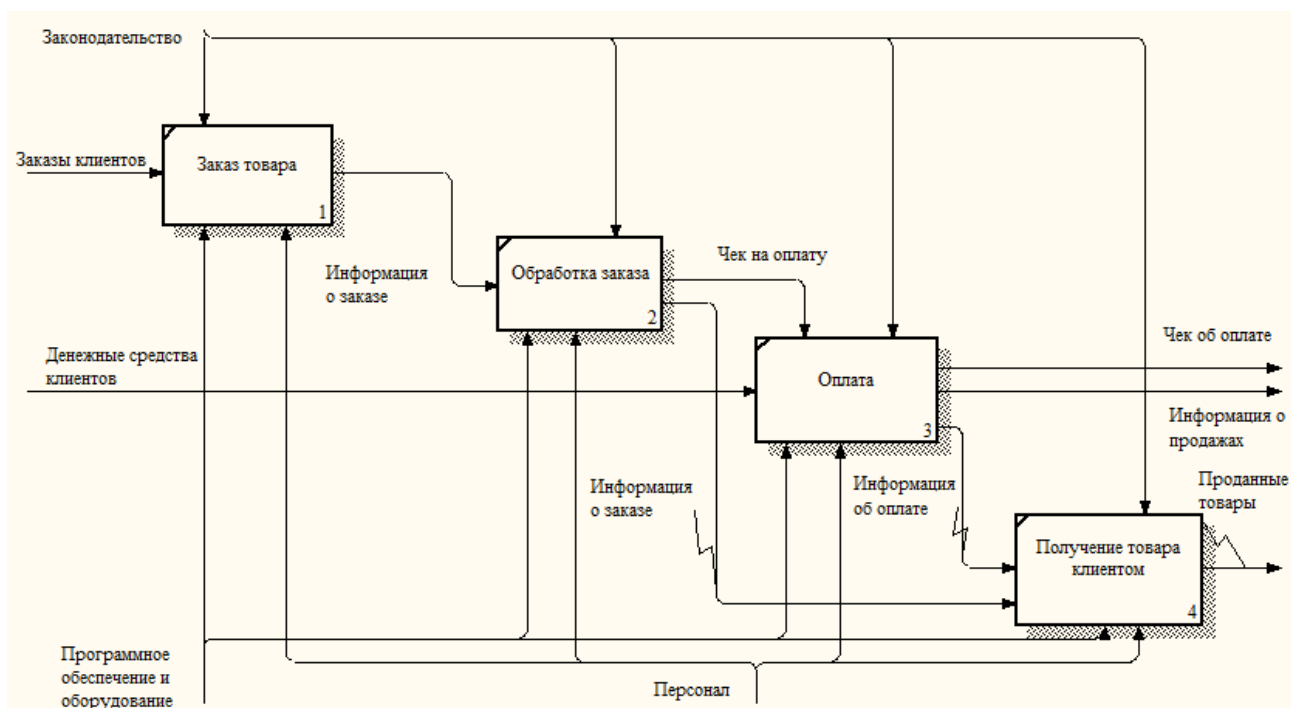 Законодательство
Заказы клиентов
Заказ товара
1
Информация
о заказе
Обработка заказа
2
Чек на оплату
Денежные средства
клиентов
Оплата
3
Чек об оплате
Информация о
продажах
Информация
о заказе
Информация
об оплате
Проданные
товары
Получение товара
клиентом
4
Программное
обеспечение и
оборудование
Персонал